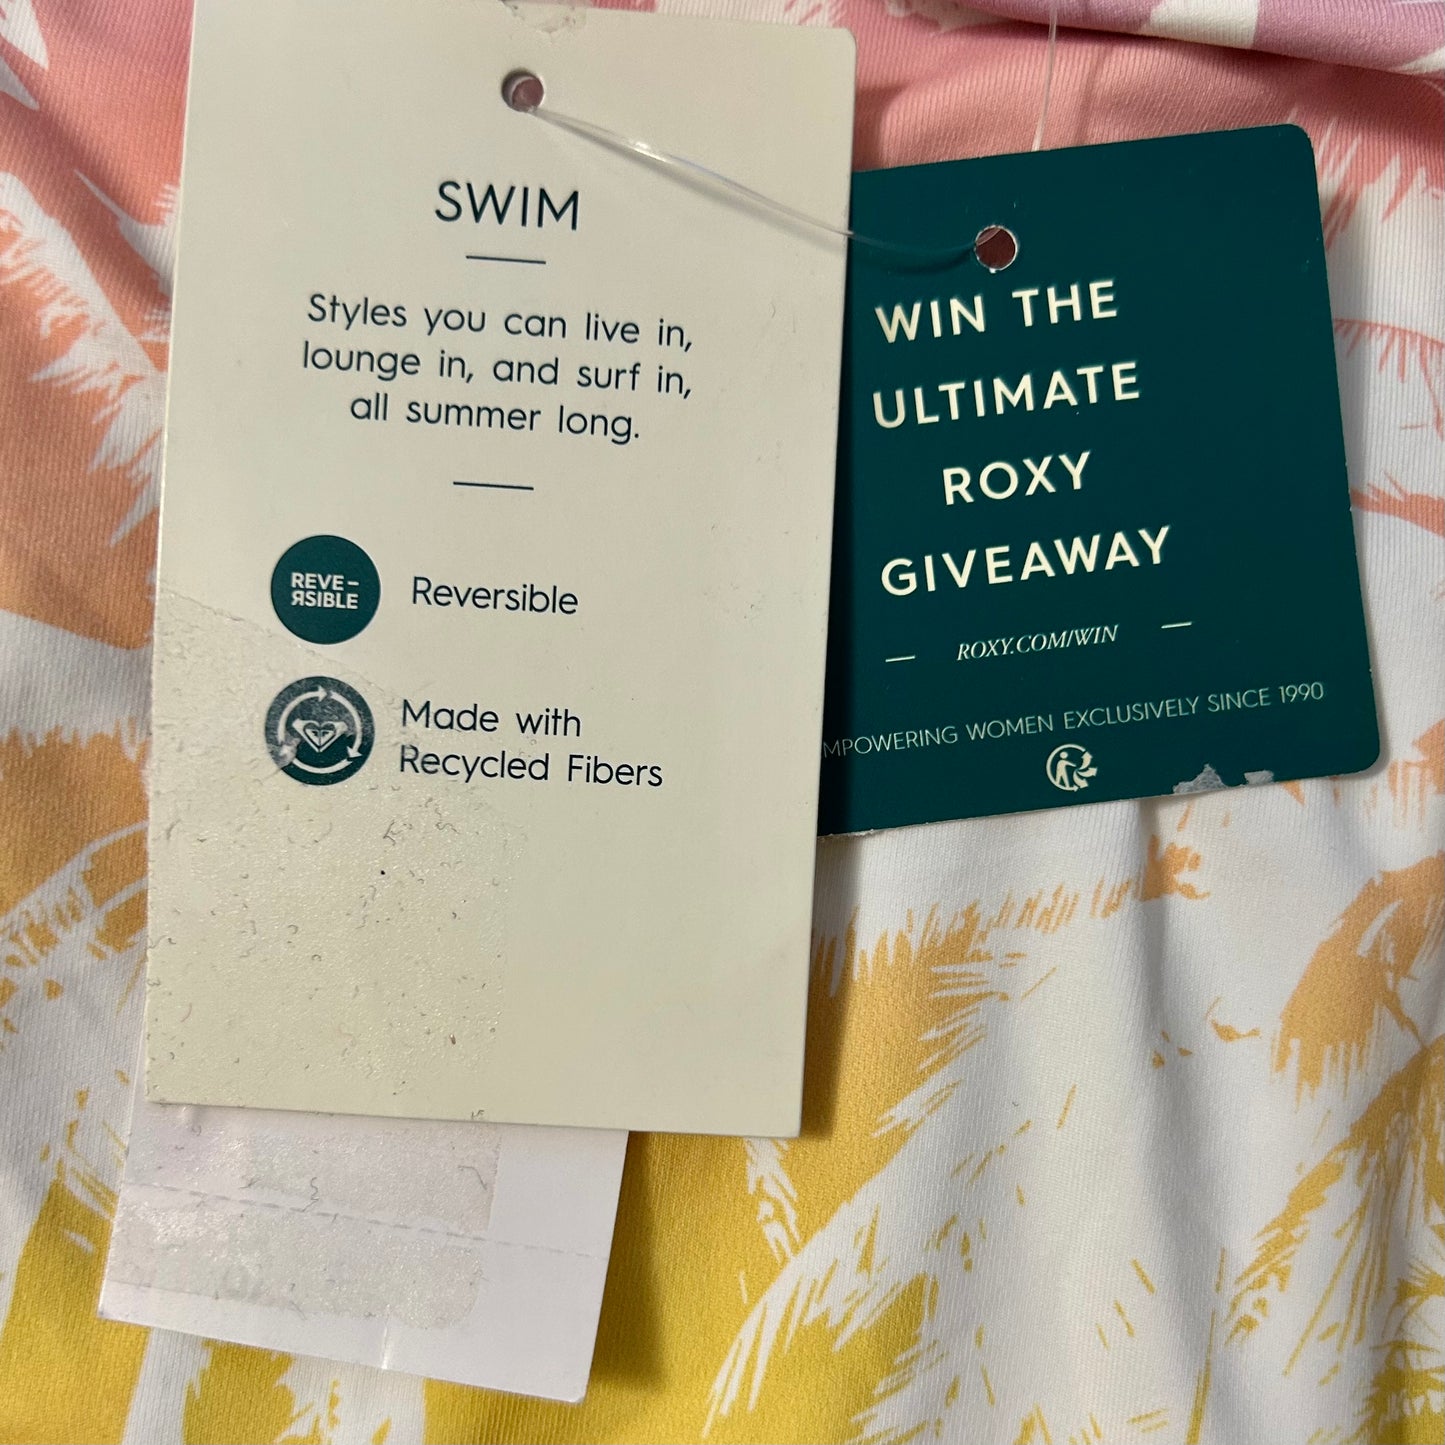 SWIM
Styles you can live in,
lounge in, and surf in,
all summer long.
REVE-
ЯSIBLE
Reversible
Made with
Recycled Fibers
WIN THE
ULTIMATE
ROXY
GIVEAWAY
— ROXY.COM/WIN —
MPOWERING WOMEN EXCLUSIVELY SINCE 1990